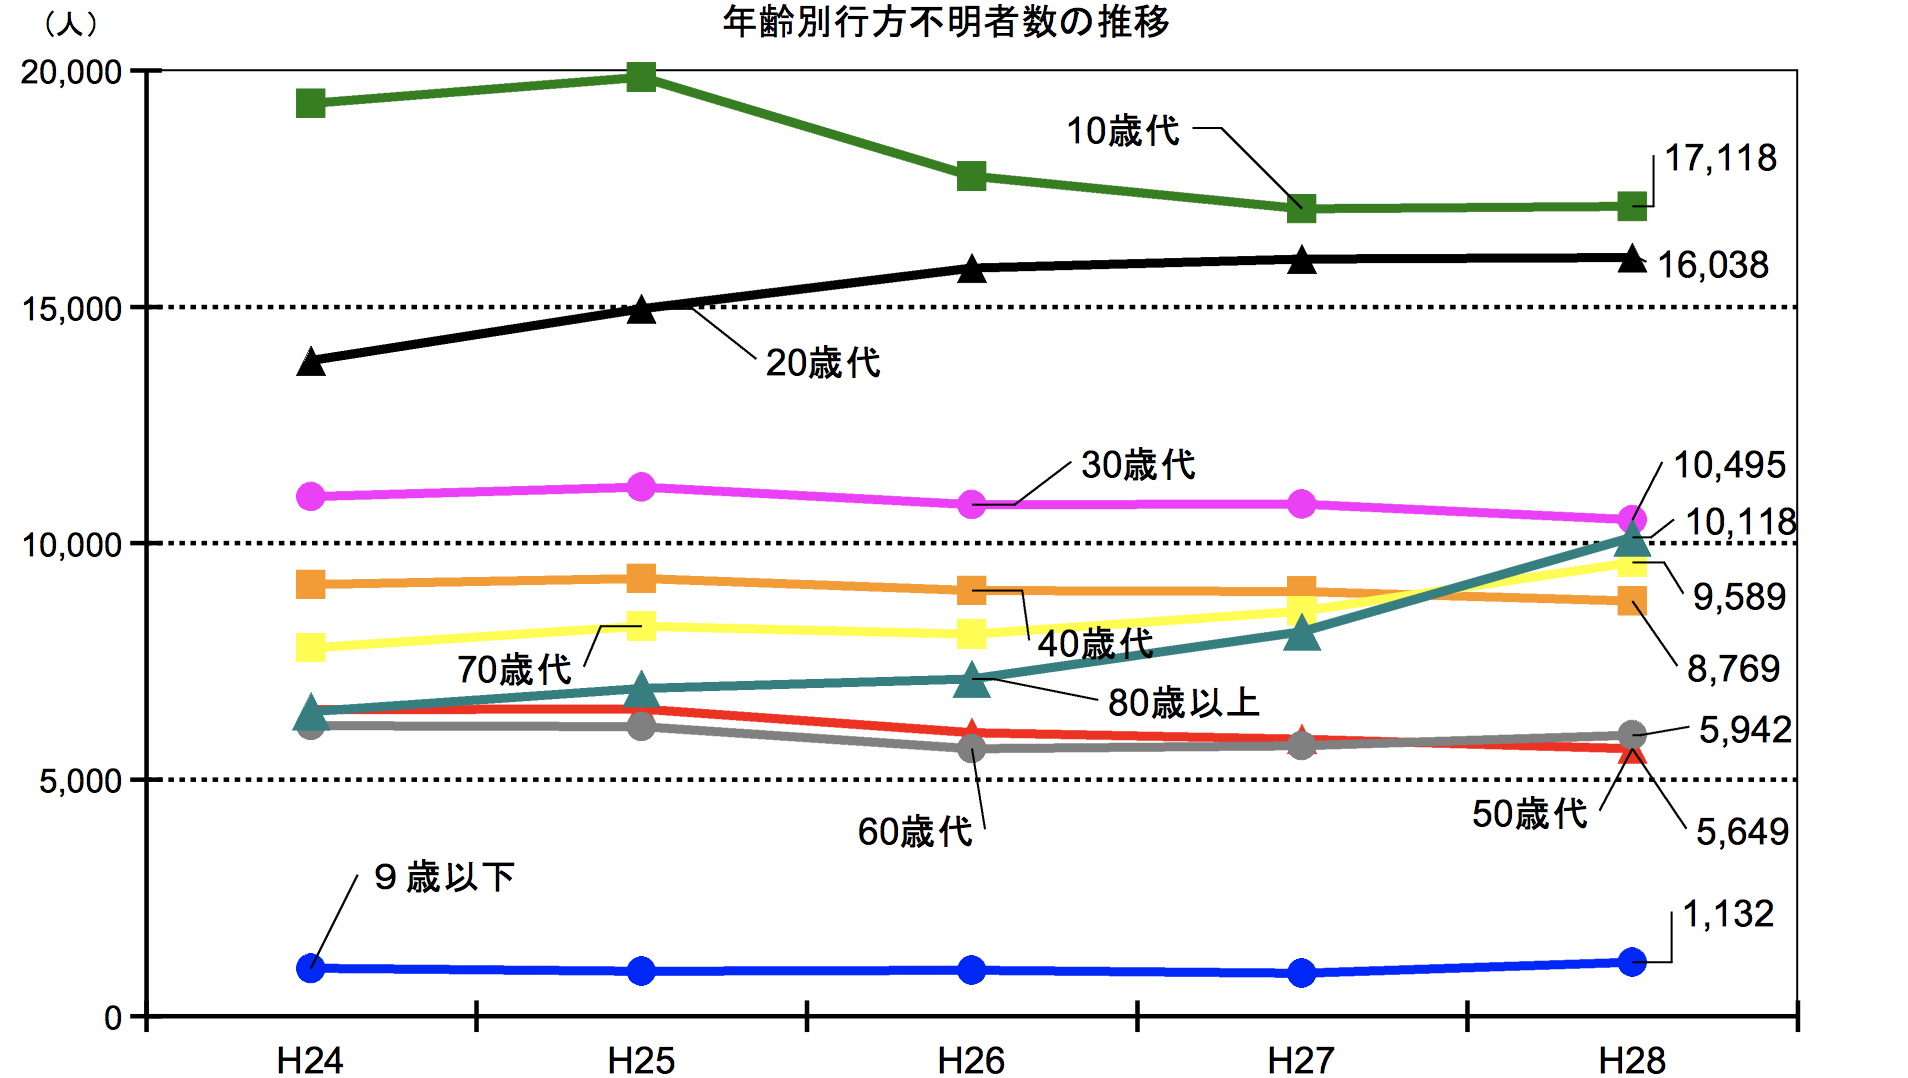 年齢別行方不明者数の推移
（人）
20,000
15,000
10,000
5,000
0
10歳代
17,118
16,038
20歳代
30歳代
10,495
10,118
9,589
40歳代
70歳代
8,769
80歳以上
5,942
50歳代
60歳代
5,649
９歳以下
1,132
H24 H25 H26 H27 H28